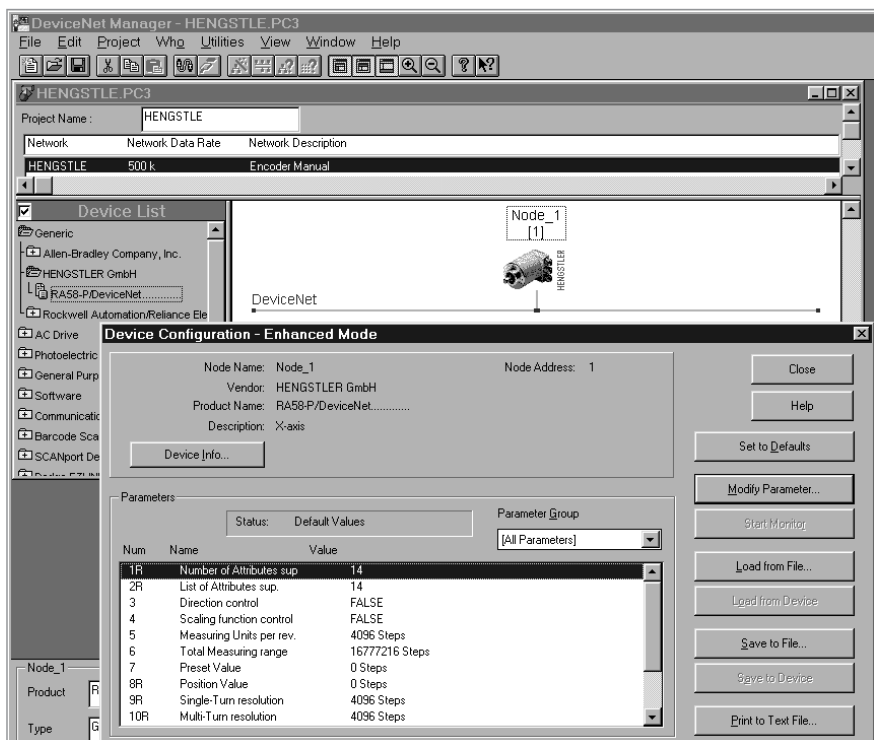 DeviceNet Manager - HENGSTLE.PC3
File Edit Project Who Utilities View Window Help
HENGSTLE.PC3
Project Name : HENGSTLE
Network Network Data Rate Network Description
HENGSTLE 500 k Encoder Manual
Device List
Generic
Allen-Bradley Company, Inc.
HENGSTLER GmbH
RA58-P/DeviceNet............
Rockwell Automation/Reliance Ele
AC Drive
Photoelectric
General Purp
Software
Communicatic
Barcode Sca
SCANport De
Node_1
[1]
HENGSTLER
DeviceNet
Device Configuration - Enhanced Mode
Node Name: Node_1 Node Address: 1
Vendor: HENGSTLER GmbH
Product Name: RA58-P/DeviceNet............
Description: X-axis
Device Info...
Close
Help
Set to Defaults
Modify Parameter...
Start Monitor
Load from File...
Load from Device
Save to File...
Save to Device
Print to Text File...
Parameters
Status: Default Values
Parameter Group
[All Parameters]
Num Name Value
1R Number of Attributes sup 14
2R List of Attributes sup. 14
3 Direction control FALSE
4 Scaling function control FALSE
5 Measuring Units per rev. 4096 Steps
6 Total Measuring range 16777216 Steps
7 Preset Value 0 Steps
8R Position Value 0 Steps
9R Single-Turn resolution 4096 Steps
10R Multi-Turn resolution 4096 Steps
Node_1
Product R
Type G